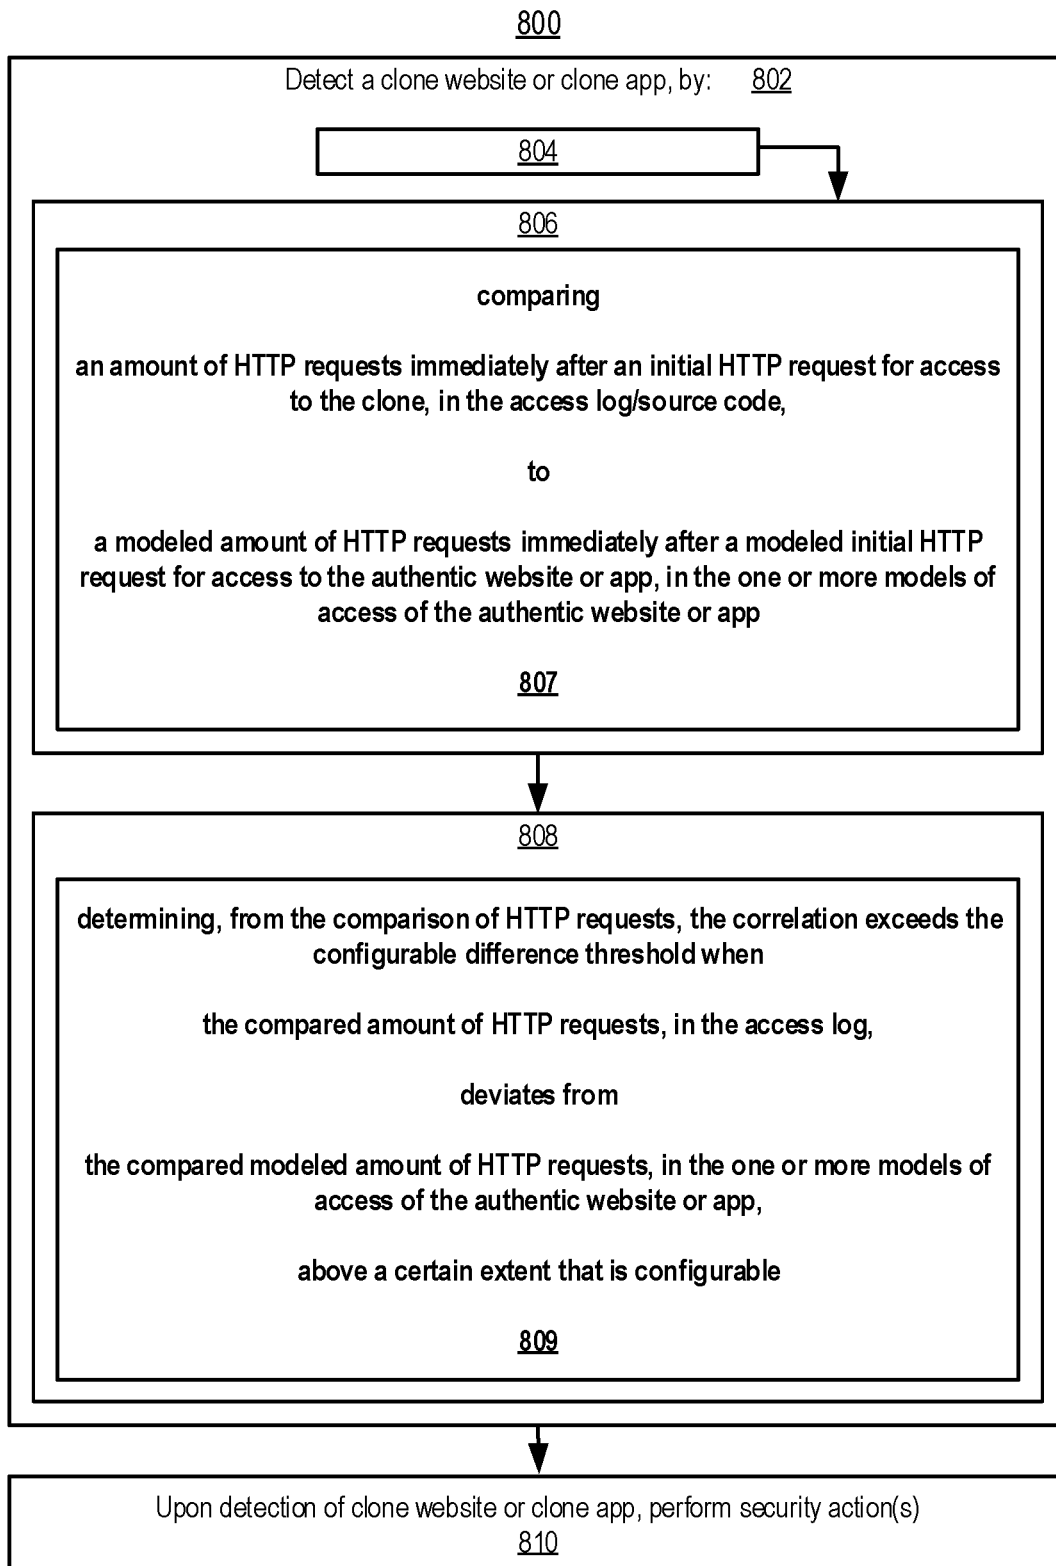 800
Detect a clone website or clone app, by: 802
804
806
comparing
an amount of HTTP requests immediately after an initial HTTP request for access
to the clone, in the access log/source code,
to
a modeled amount of HTTP requests immediately after a modeled initial HTTP
request for access to the authentic website or app, in the one or more models of
access of the authentic website or app
807
808
determining, from the comparison of HTTP requests, the correlation exceeds the
configurable difference threshold when
the compared amount of HTTP requests, in the access log,
deviates from
the compared modeled amount of HTTP requests, in the one or more models of
access of the authentic website or app,
above a certain extent that is configurable
809
Upon detection of clone website or clone app, perform security action(s)
810